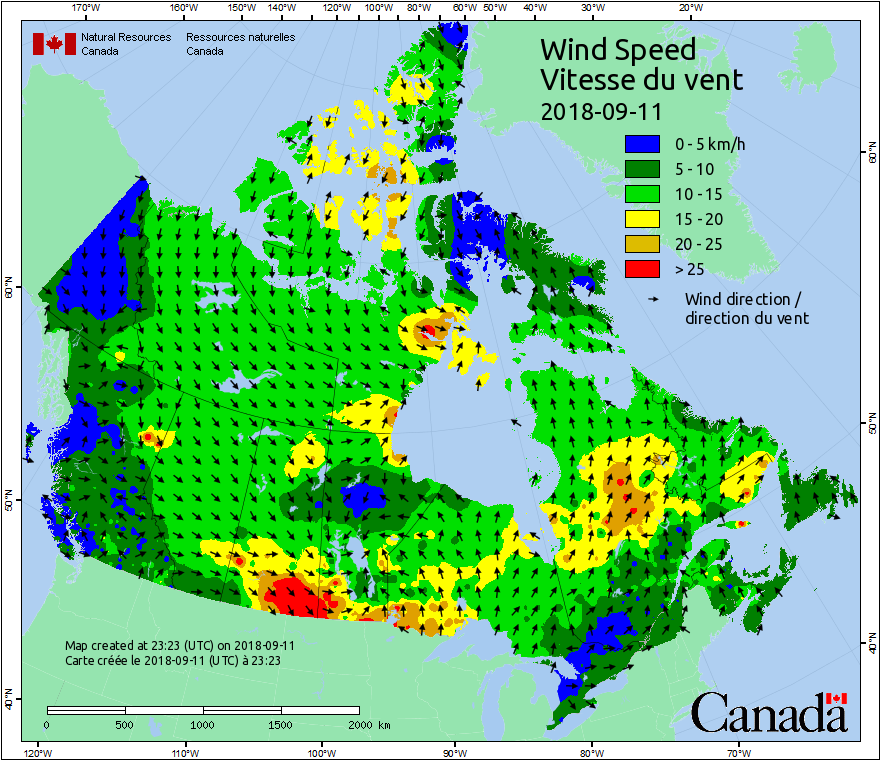 170°W 160°W 150°W 140°W 120°W 100°W 80°W 60°W 50°W 40°W 30°W 20°W
Natural Resources Ressources naturelles
Canada Canada
Wind Speed
Vitesse du vent
2018-09-11
0 - 5 km/h
5 - 10
10 - 15
15 - 20
20 - 25
> 25
Wind direction /
direction du vent
60°N
50°N
40°N
60°N
50°N
40°N
Map created at 23:23 (UTC) on 2018-09-11
Carte créée le 2018-09-11 (UTC) à 23:23
0 500 1000 1500 2000 km
Canada
120°W 110°W 100°W 90°W 80°W 70°W